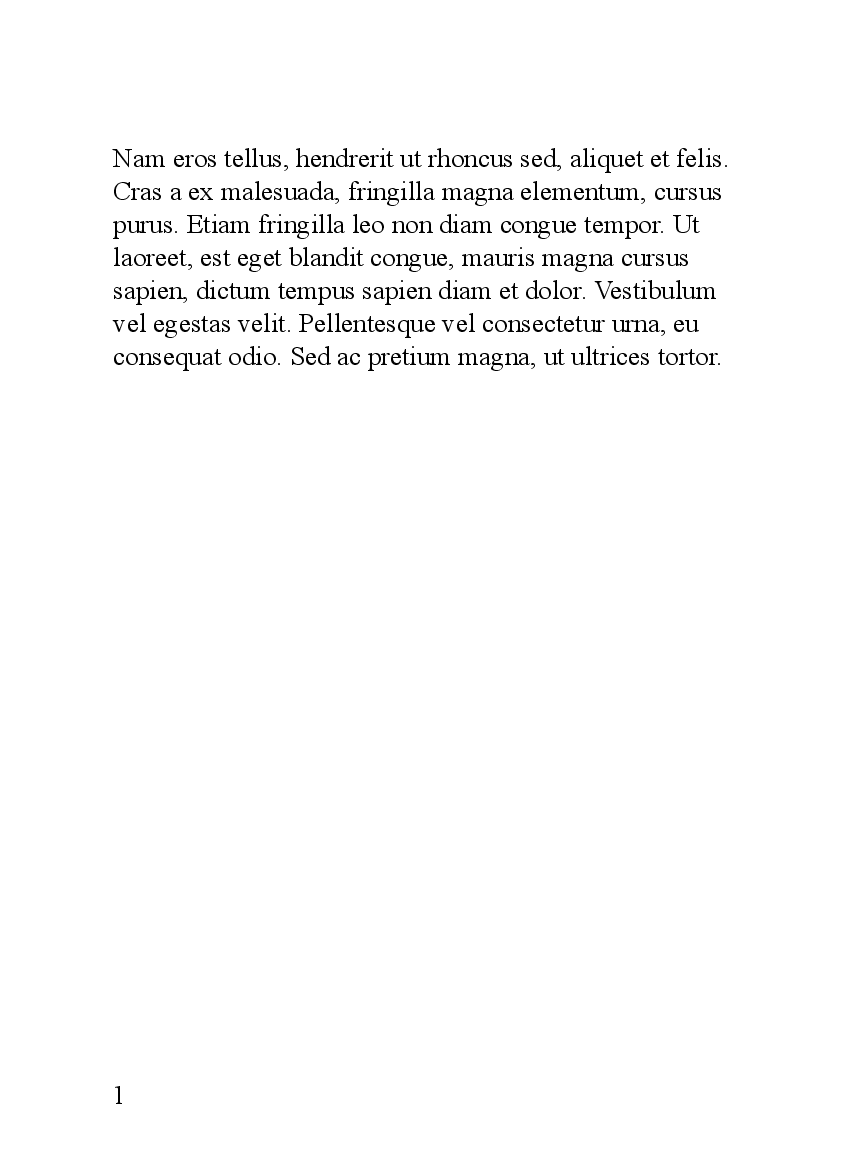 Nam eros tellus, hendrerit ut rhoncus sed, aliquet et felis.
Cras a ex malesuada, fringilla magna elementum, cursus
purus. Etiam fringilla leo non diam congue tempor. Ut
laoreet, est eget blandit congue, mauris magna cursus
sapien, dictum tempus sapien diam et dolor. Vestibulum
vel egestas velit. Pellentesque vel consectetur urna, eu
consequat odio. Sed ac pretium magna, ut ultrices tortor.
1